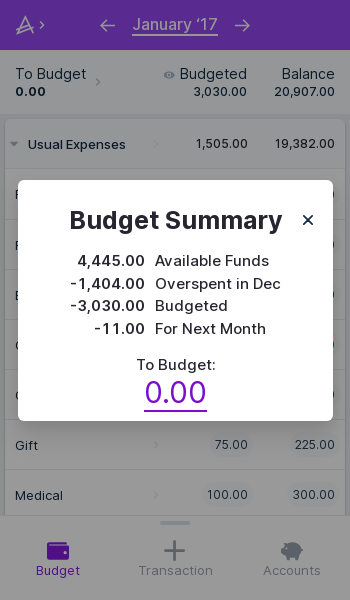 January ‘17
To Budget
0.00
Budgeted
3,030.00
Balance
20,907.00
Usual Expenses 1,505.00 19,382.00
Budget Summary
4,445.00 Available Funds
-1,404.00 Overspent in Dec
-3,030.00 Budgeted
-11.00 For Next Month
To Budget:
0.00
Gift 75.00 225.00
Medical 100.00 300.00
Budget
Transaction
Accounts